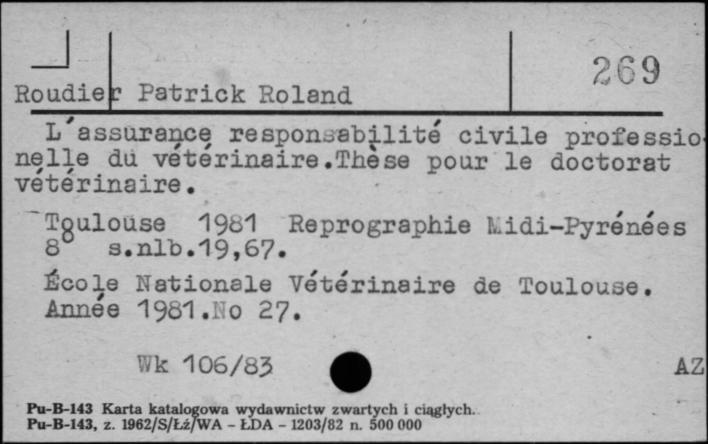 269
Roudier Patrick Roland
L'assurance responsabilité civile professio-
nelle du vétérinaire.Thèse pour le doctorat
vétérinaire.
Toulouse 1981 Reprographie Midi-Pyrénées
8° s.nlb.19,67.
École Nationale Vétérinaire de Toulouse.
Année 1981.No 27.
Wk 106/83 AZ
Pu-B-143 Karta katalogowa wydawnictw zwartych i ciągłych.
Pu-B-143, z. 1962/S/Łź/WA - ŁDA - 1203/82 n. 500 000